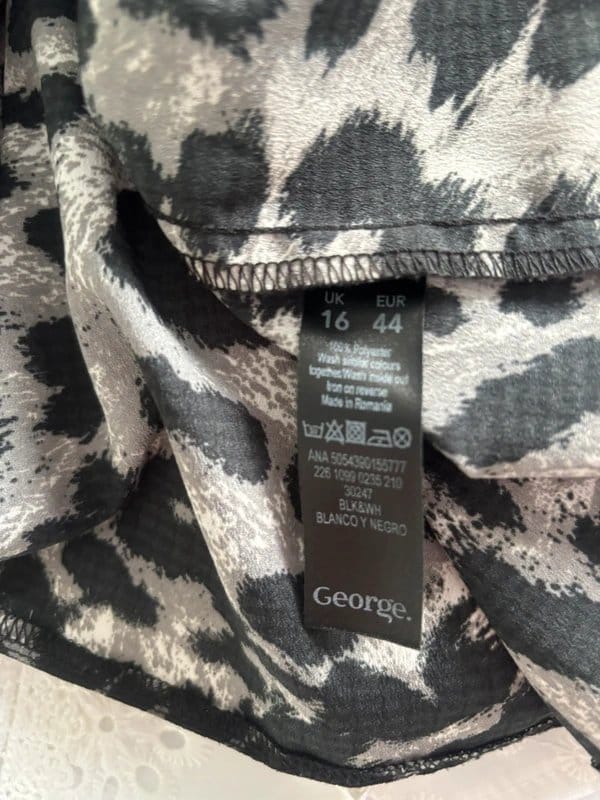 UK EUR
16 44
100% Polyester
Wash similar colours
together.Wash inside out
Iron on reverse
Made in Romania
ANA 5054390155777
226 1099 0235 210
30247
BLK&WH
BLANCO Y NEGRO
George.